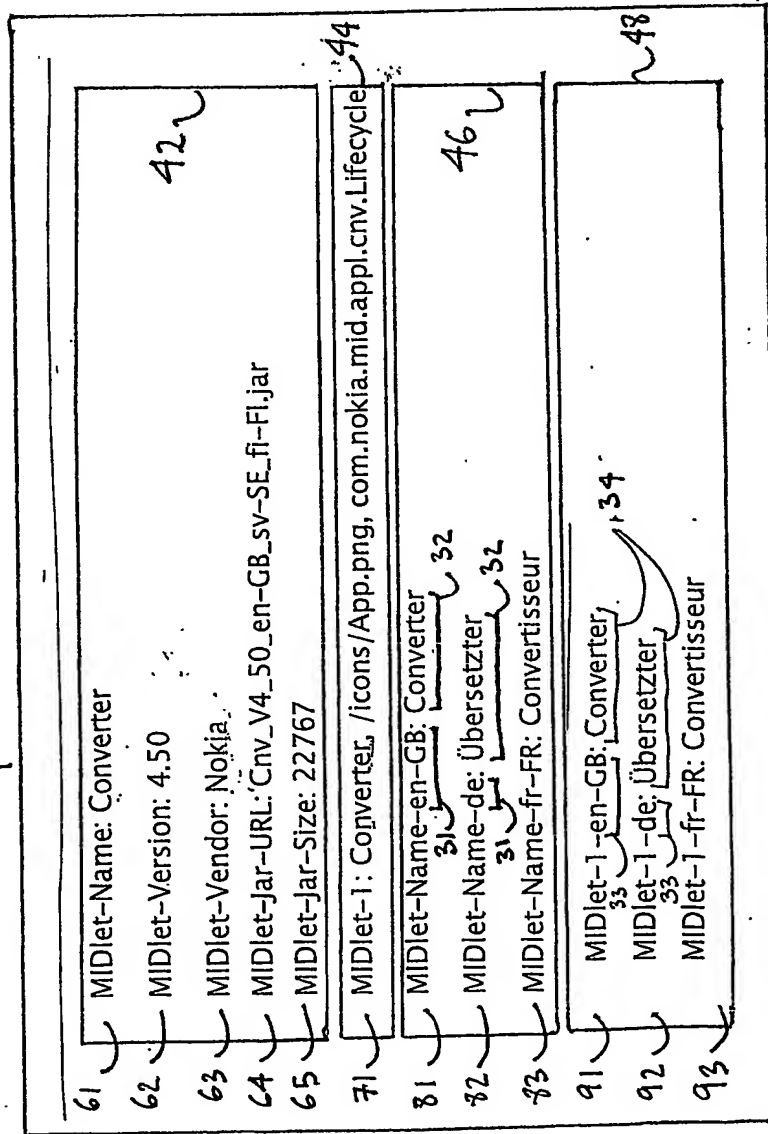 61 MIDlet-Name: Converter
62 MIDlet-Version: 4.50
42
63 MIDlet-Vendor: Nokia
64 MIDlet-Jar-URL: Cnv_V4_50_en-GB_sv-SE_fi-FI.jar
65 MIDlet-Jar-Size: 22767
71 MIDlet-1: Converter, /icons/App.png, com.nokia.mid.appl.cnv.Lifecycle 44
81 MIDlet-Name-en-GB: Converter
31 32
46
82 MIDlet-Name-de: Übersetzter
31 32
83 MIDlet-Name-fr-FR: Convertisseur
91 MIDlet-1-en-GB: Converter
33 34
48
92 MIDlet-1-de: Übersetzter
33
93 MIDlet-1-fr-FR: Convertisseur